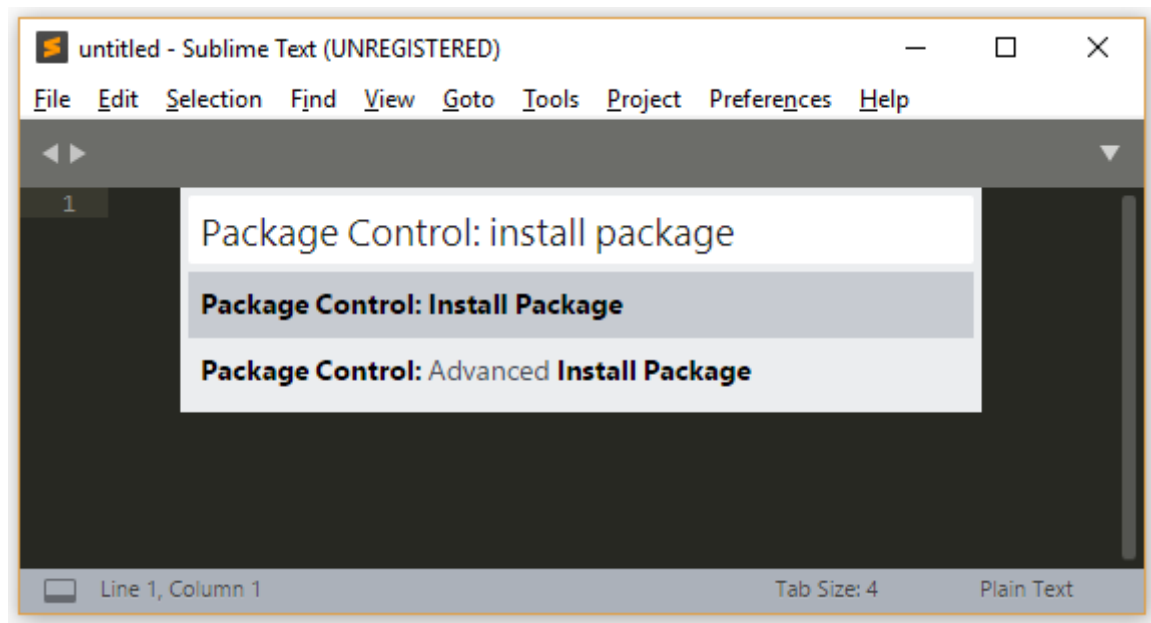 untitled - Sublime Text (UNREGISTERED)
File Edit Selection Find View Goto Tools Project Preferences Help
1
Package Control: install package
Package Control: Install Package
Package Control: Advanced Install Package
Line 1, Column 1 Tab Size: 4 Plain Text